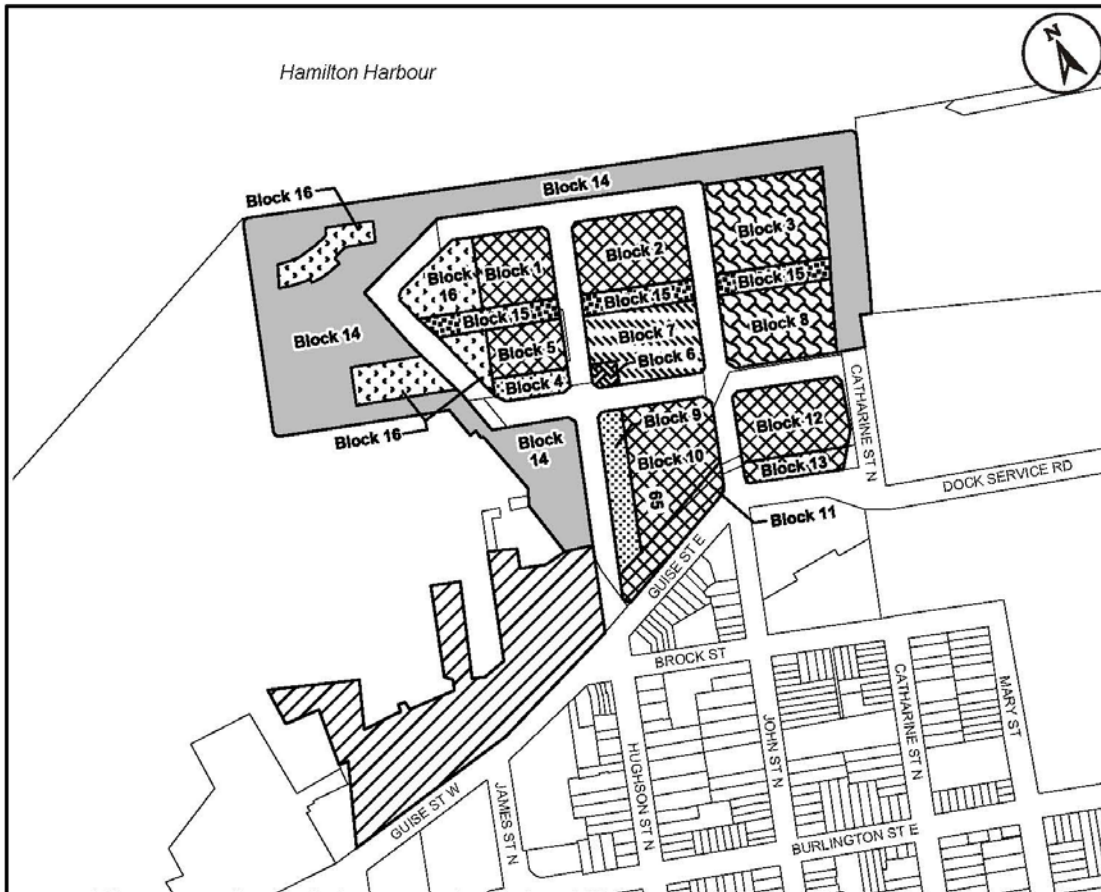 N
Hamilton Harbour
Block 16
Block 14
Block 3
Block 2
Block 1
Block
16
Block 15
Block 15
Block 15
Block 14
Block 7
Block 8
Block 5
Block 6
Block 4
CATHARINE ST N
Block 9
Block 12
Block 16
Block
14
Block 10
Block 13
DOCK SERVICE RD
65
Block 11
GUISE ST E
BROCK ST
CATHARINE ST N
MARY ST
JOHN ST N
HUGHSON ST N
JAMES ST N
GUISE ST W
BURLINGTON ST E